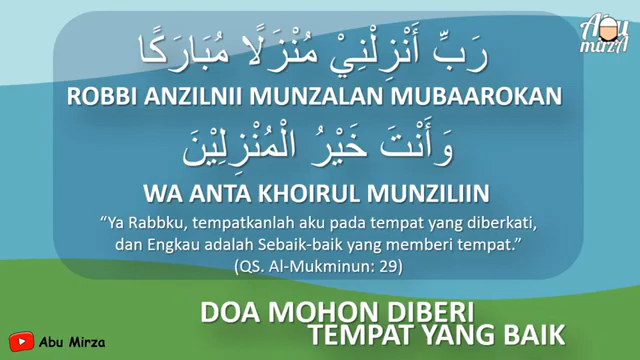 Abu
mirzA
رَبِّ أَنْزِلْنِيْ مُنْزَلًا مُبَارَكًا
ROBBI ANZILNII MUNZALAN MUBAAROKAN
وَأَنْتَ خَيْرُ الْمُنْزِلِيْنَ
WA ANTA KHOIRUL MUNZILIIN
“Ya Rabbku, tempatkanlah aku pada tempat yang diberkati,
dan Engkau adalah Sebaik-baik yang memberi tempat.”
(QS. Al-Mukminun: 29)
DOA MOHON DIBERI
TEMPAT YANG BAIK
Abu Mirza